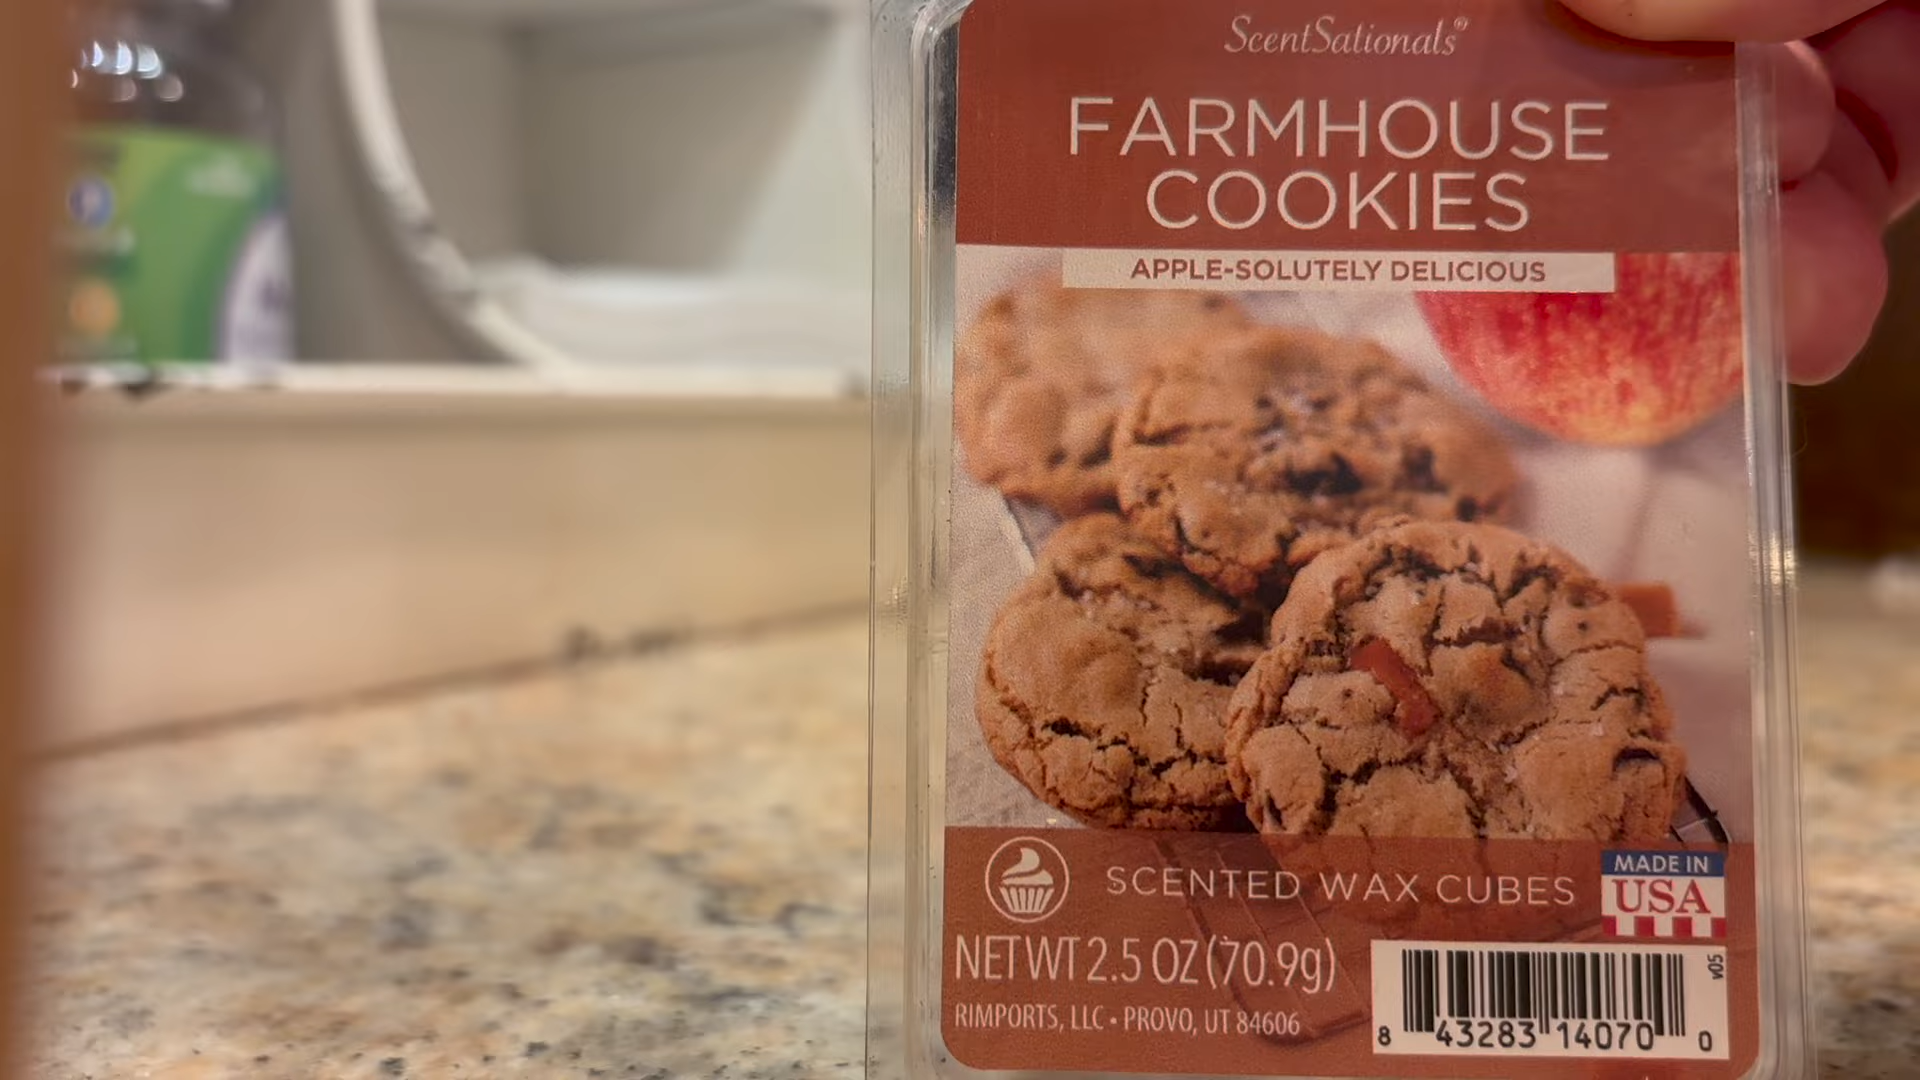 ScentSationals®
FARMHOUSE
COOKIES
APPLE-SOLUTELY DELICIOUS
SCENTED WAX CUBES
MADE IN
USA
NET WT 2.5 OZ (70.9g)
RIMPORTS, LLC • PROVO, UT 84606
v05
8 43283 14070 0